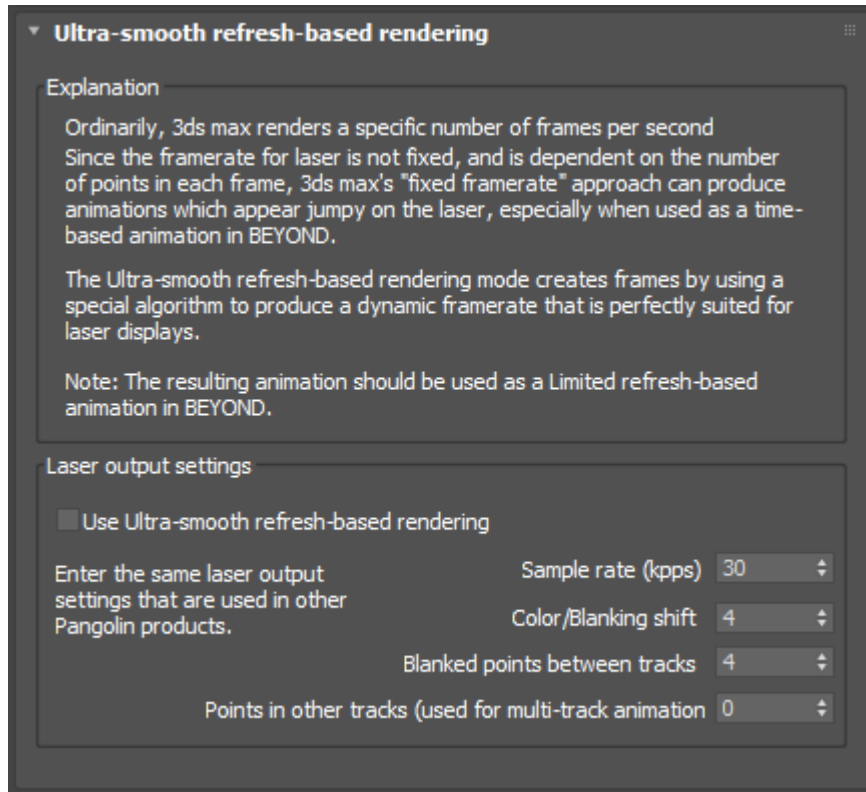 Ultra-smooth refresh-based rendering
Explanation
Ordinarily, 3ds max renders a specific number of frames per second
Since the framerate for laser is not fixed, and is dependent on the number
of points in each frame, 3ds max's "fixed framerate" approach can produce
animations which appear jumpy on the laser, especially when used as a time-
based animation in BEYOND.
The Ultra-smooth refresh-based rendering mode creates frames by using a
special algorithm to produce a dynamic framerate that is perfectly suited for
laser displays.
Note: The resulting animation should be used as a Limited refresh-based
animation in BEYOND.
Laser output settings
Use Ultra-smooth refresh-based rendering
Enter the same laser output
settings that are used in other
Pangolin products.
Sample rate (kpps) 30
Color/Blanking shift 4
Blanked points between tracks 4
Points in other tracks (used for multi-track animation 0